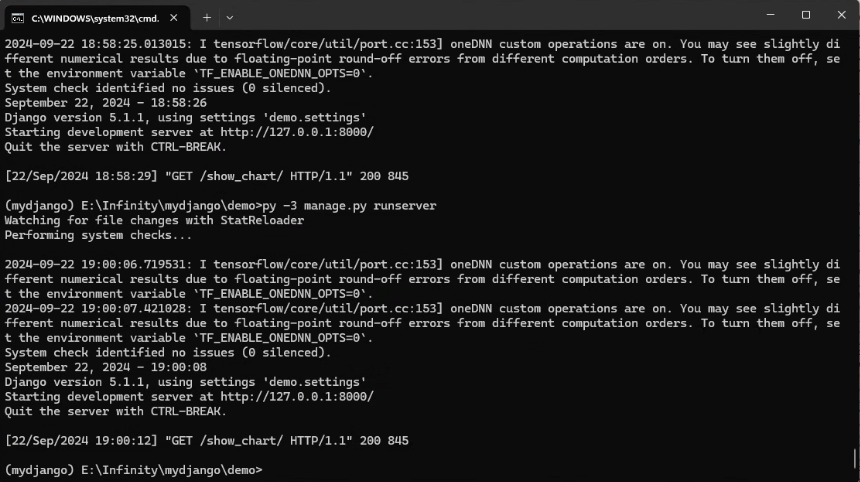 C:\WINDOWS\system32\cmd.
2024-09-22 18:58:25.013015: I tensorflow/core/util/port.cc:153] oneDNN custom operations are on. You may see slightly di
fferent numerical results due to floating-point round-off errors from different computation orders. To turn them off, se
t the environment variable `TF_ENABLE_ONEDNN_OPTS=0`.
System check identified no issues (0 silenced).
September 22, 2024 - 18:58:26
Django version 5.1.1, using settings 'demo.settings'
Starting development server at http://127.0.0.1:8000/
Quit the server with CTRL-BREAK.
[22/Sep/2024 18:58:29] "GET /show_chart/ HTTP/1.1" 200 845
(mydjango) E:\Infinity\mydjango\demo>py -3 manage.py runserver
Watching for file changes with StatReloader
Performing system checks...
2024-09-22 19:00:06.719531: I tensorflow/core/util/port.cc:153] oneDNN custom operations are on. You may see slightly di
fferent numerical results due to floating-point round-off errors from different computation orders. To turn them off, se
t the environment variable `TF_ENABLE_ONEDNN_OPTS=0`.
2024-09-22 19:00:07.421028: I tensorflow/core/util/port.cc:153] oneDNN custom operations are on. You may see slightly di
fferent numerical results due to floating-point round-off errors from different computation orders. To turn them off, se
t the environment variable `TF_ENABLE_ONEDNN_OPTS=0`.
System check identified no issues (0 silenced).
September 22, 2024 - 19:00:08
Django version 5.1.1, using settings 'demo.settings'
Starting development server at http://127.0.0.1:8000/
Quit the server with CTRL-BREAK.
[22/Sep/2024 19:00:12] "GET /show_chart/ HTTP/1.1" 200 845
(mydjango) E:\Infinity\mydjango\demo>